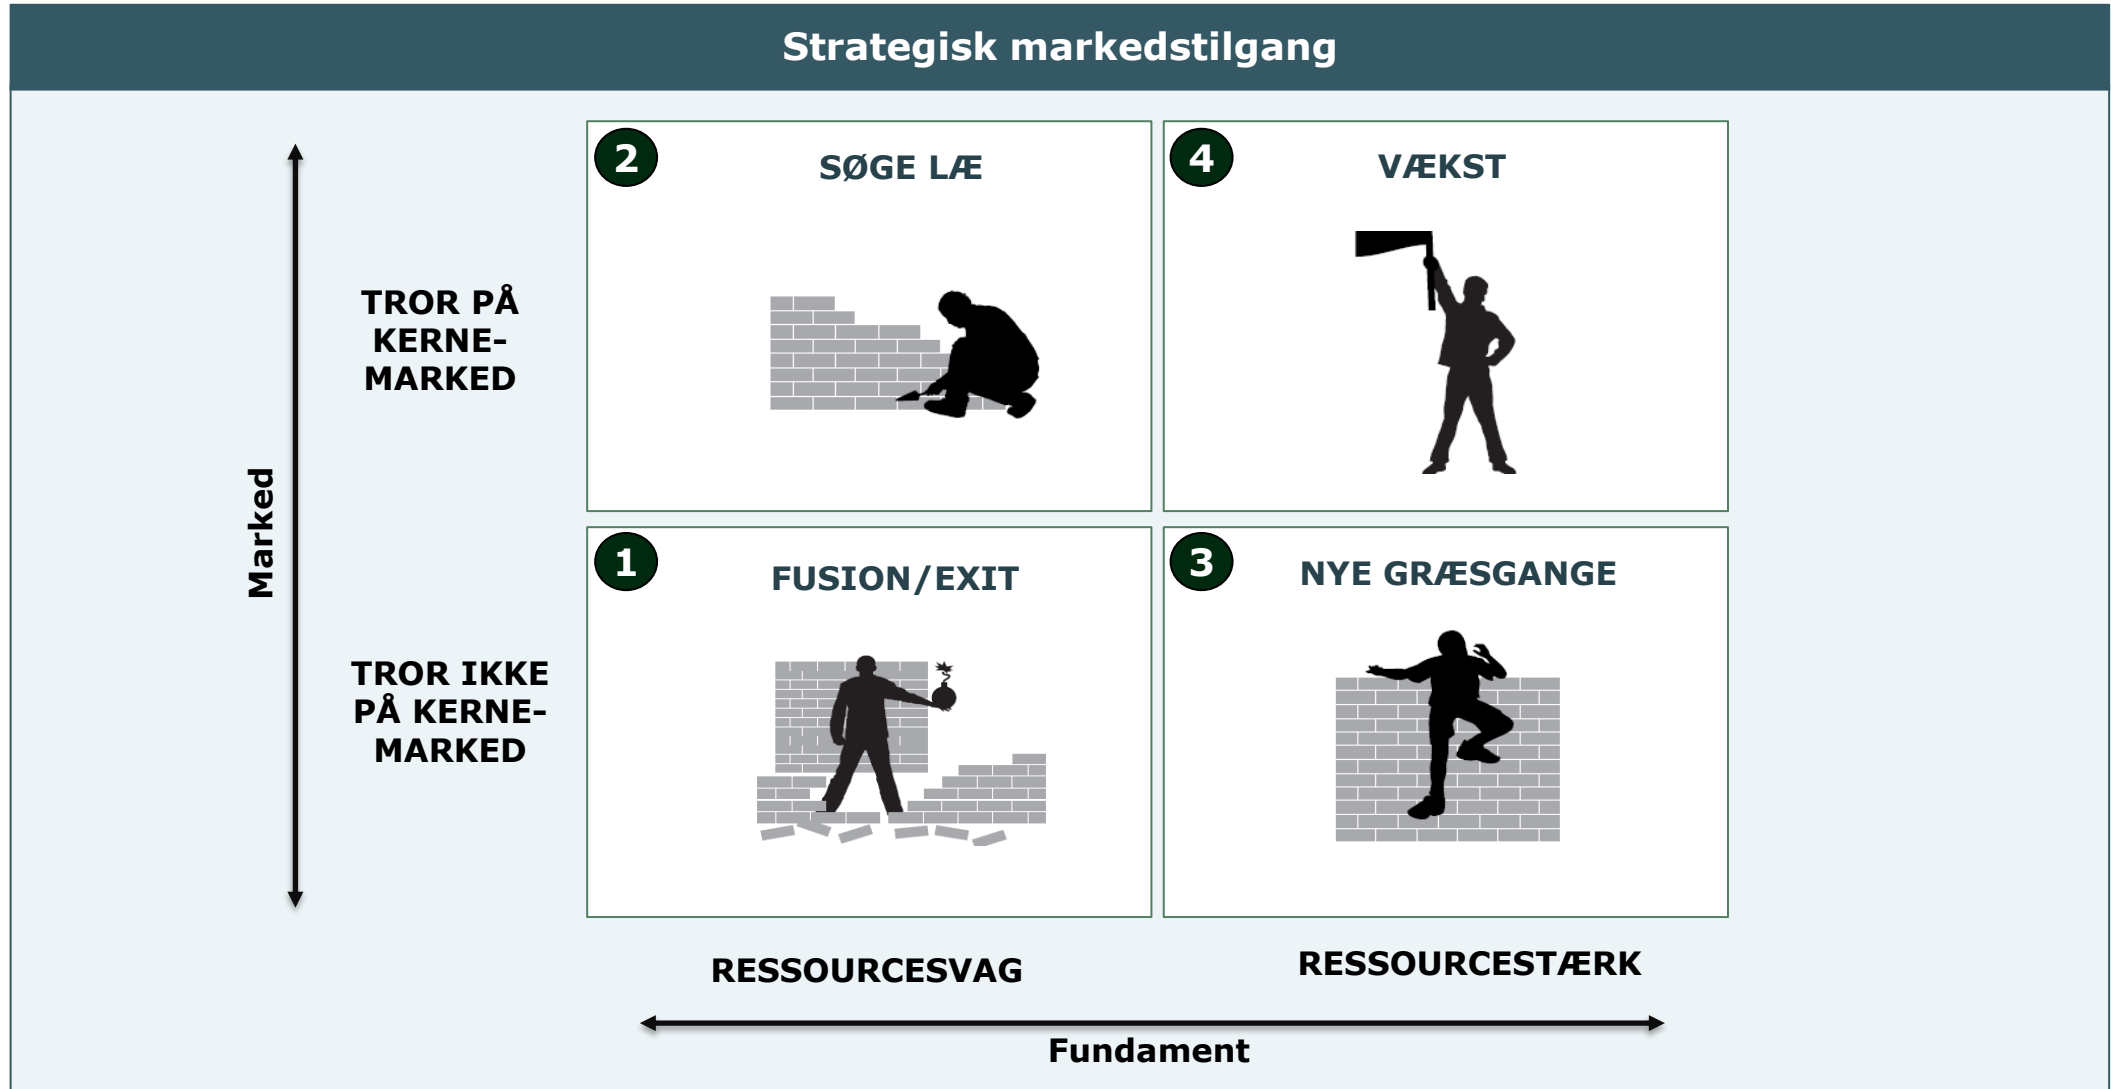 Strategisk markedstilgang
2
SØGE LÆ
4
VÆKST
TROR PÅ
KERNE-
MARKED
Marked
1
FUSION/EXIT
3
NYE GRÆSGANGE
TROR IKKE
PÅ KERNE-
MARKED
RESSOURCESVAG
RESSOURCESTÆRK
Fundament